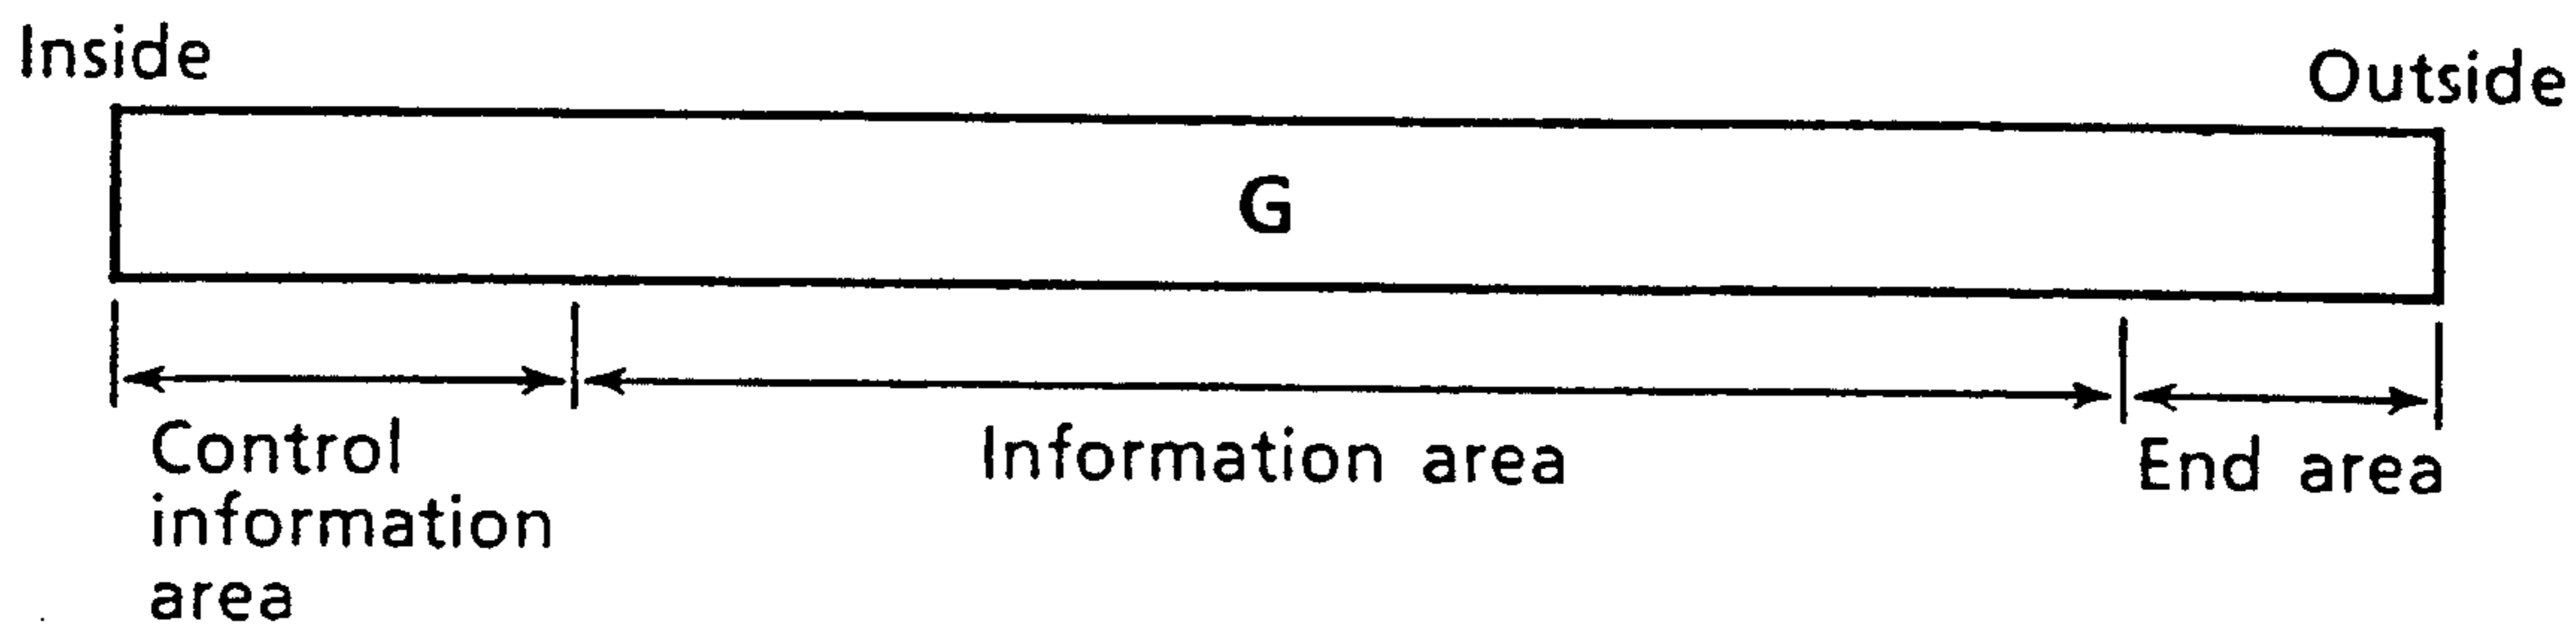 Inside
Outside
G
Control
information
area
Information area
End area